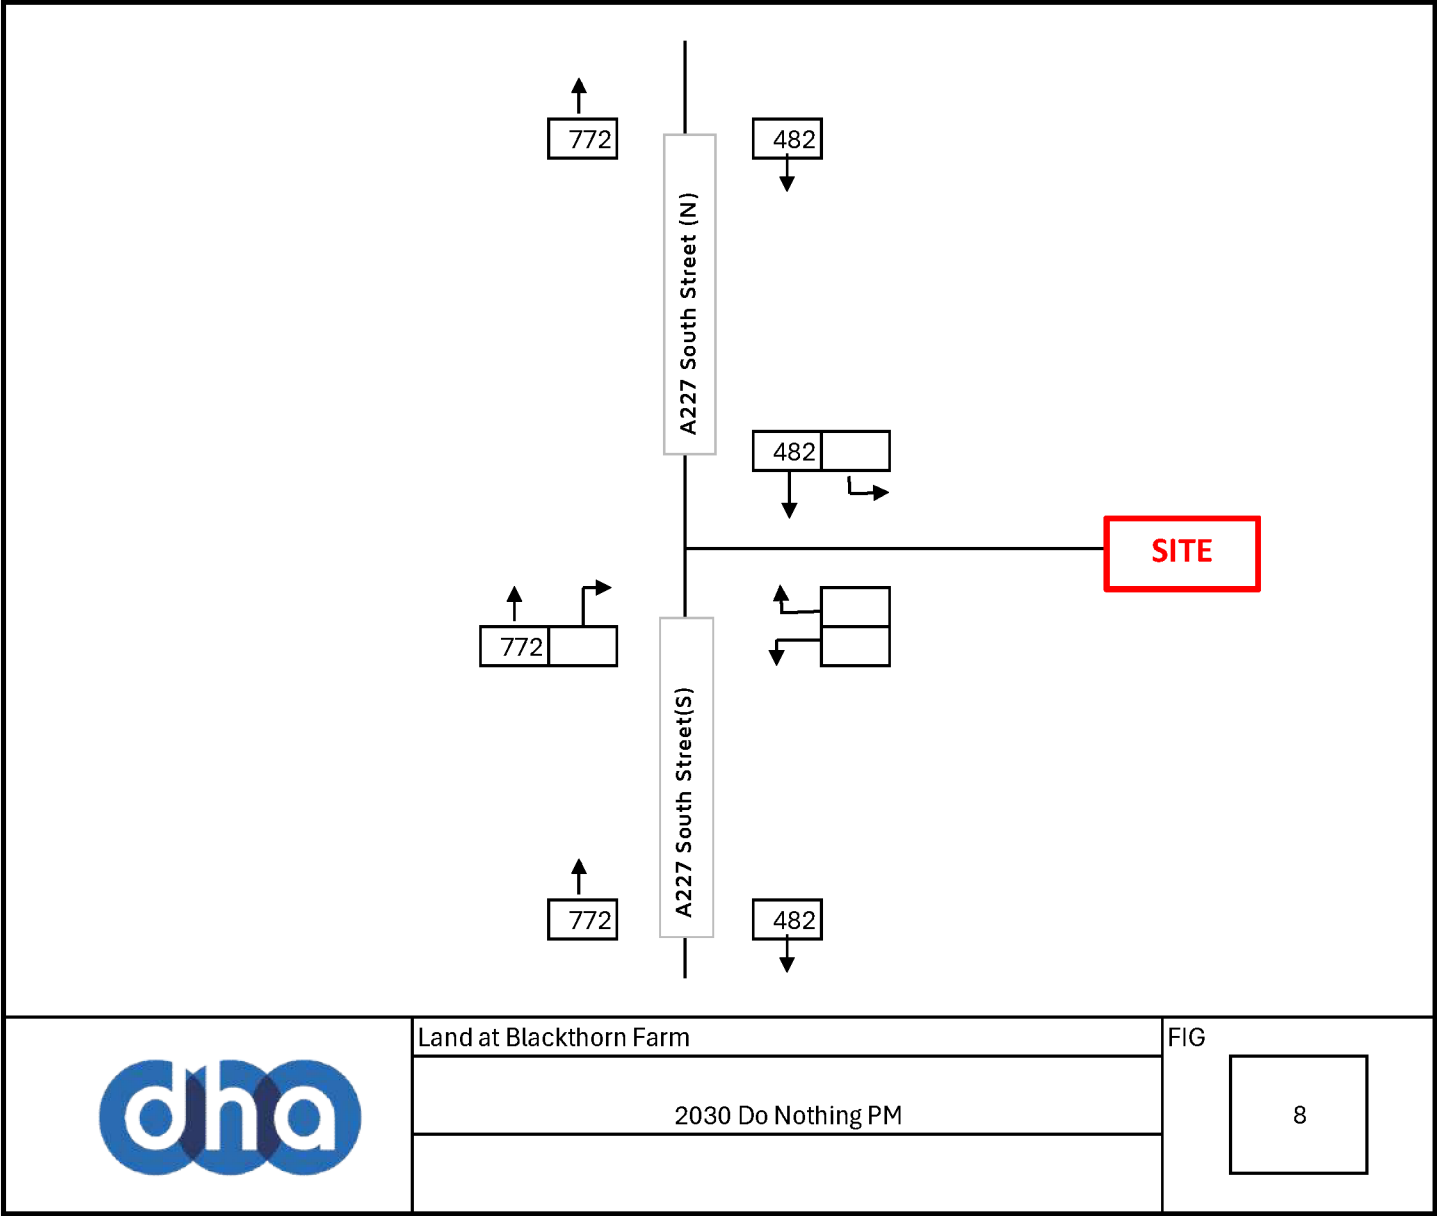 772
482
A227 South Street (N)
482
SITE
772
A227 South Street(S)
772
482
Land at Blackthorn Farm
FIG
dha
2030 Do Nothing PM
8